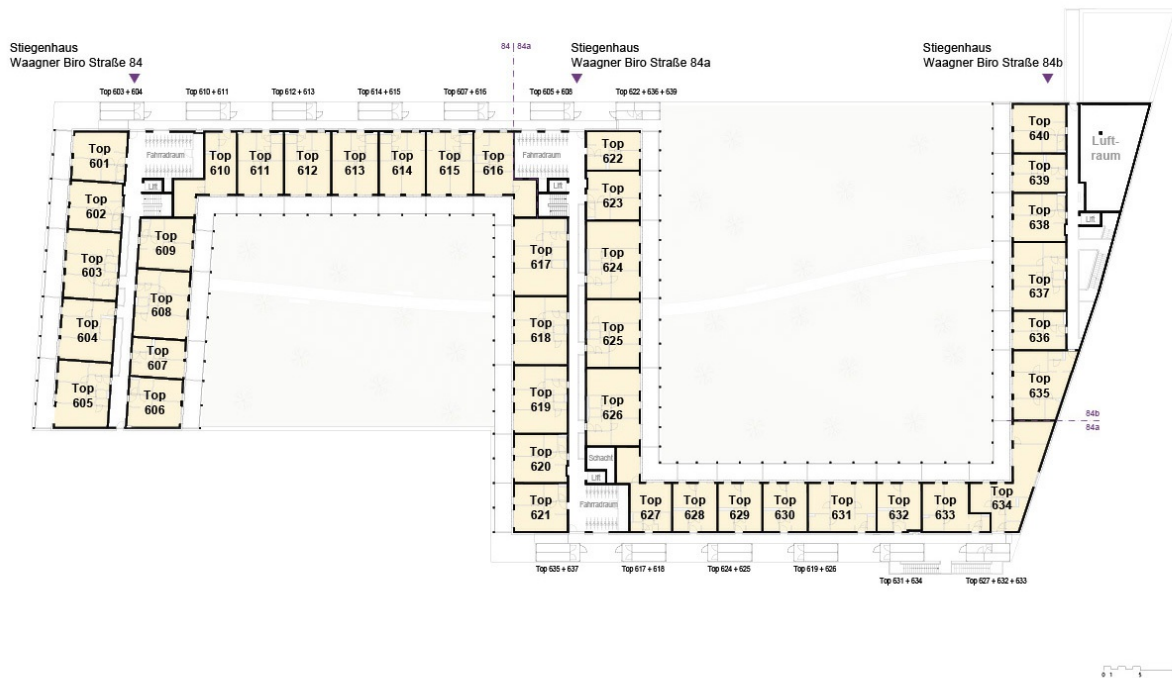 Stiegenhaus
Waagner Biro Straße 84
84 | 84a
Stiegenhaus
Waagner Biro Straße 84a
Stiegenhaus
Waagner Biro Straße 84b
Top 603 + 604
Top 610 + 611
Top 612 + 613
Top 614 + 615
Top 607 + 616
Top 605 + 608
Top 622 + 636 + 639
Top
601
Fahrradraum
Top
610
Top
611
Top
612
Top
613
Top
614
Top
615
Top
616
Fahrradraum
Top
622
Top
640
Luft-
raum
Lift
Lift
Top
602
Top
623
Top
639
Top
603
Top
609
Top
617
Top
624
Top
638
Lift
Top
604
Top
608
Top
618
Top
625
Top
637
Top
605
Top
607
Top
606
Top
619
Top
626
Top
636
Top
635
84b
84a
Top
620
Schacht
Lift
Top
621
Fahrradraum
Top
627
Top
628
Top
629
Top
630
Top
631
Top
632
Top
633
Top
634
Top 635 + 637
Top 617 + 618
Top 624 + 625
Top 619 + 626
Top 631 + 634
Top 627 + 632 + 633
0 1 5